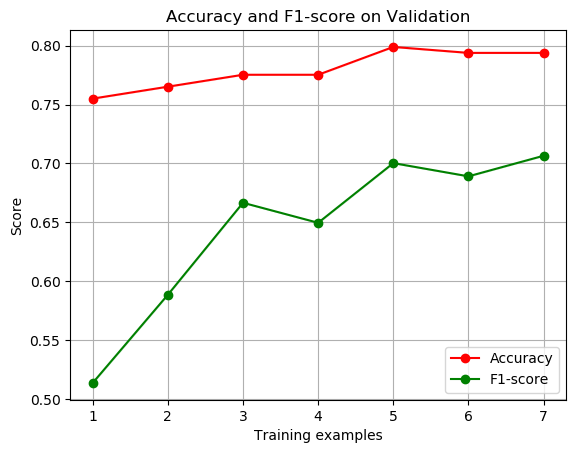 Accuracy and F1-score on Validation
0.80
0.75
0.70
0.65
0.60
0.55
0.50
Score
1 2 3 4 5 6 7
Training examples
Accuracy
F1-score